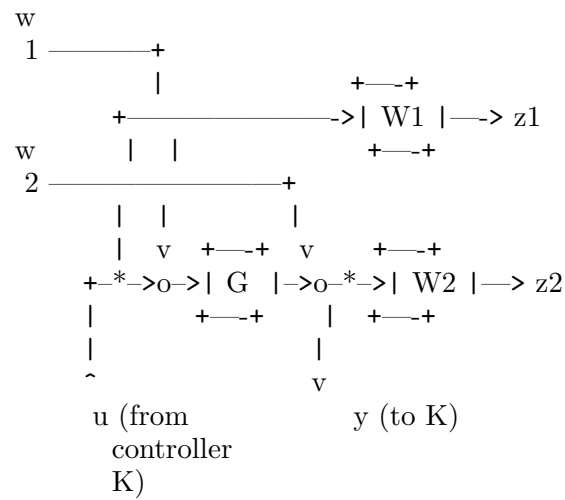 w
1 ——————+
|              +—-+
+————————————->| W1 |—-> z1
w         |   |              +—-+
2 ——————————————+
|   |         |
|   v   +—-+   v     +—-+
+–*–>o–>| G |–>o–*–>| W2 |—> z2
|       +—-+     |   +—-+
|                |
^                v
u (from          y (to K)
controller
K)